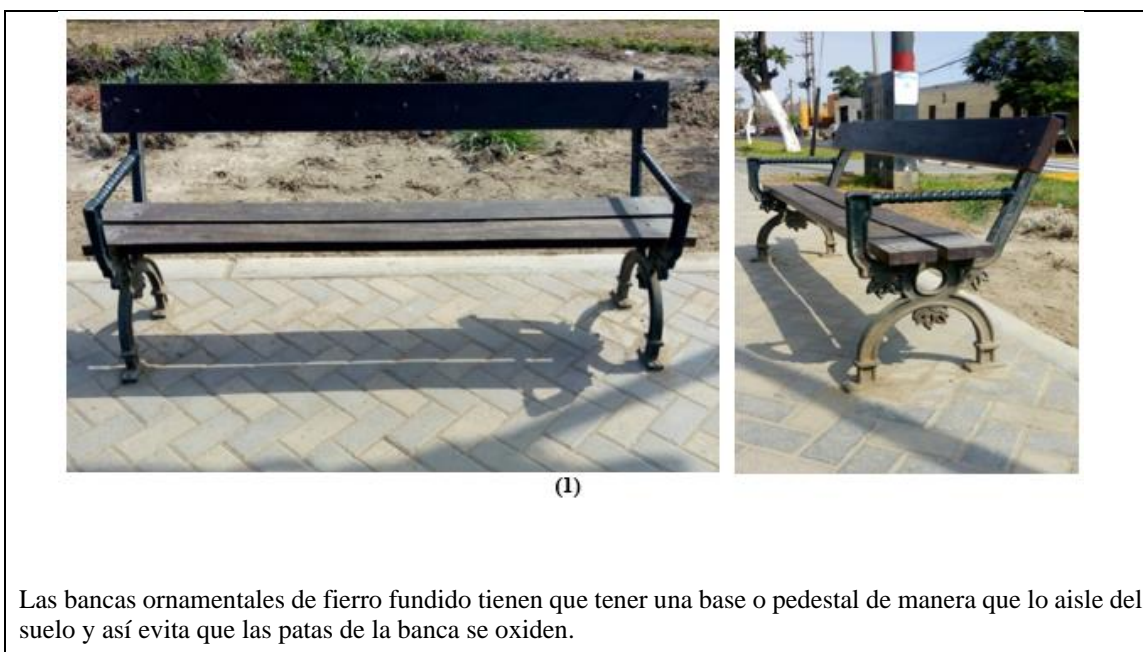 (1)
Las bancas ornamentales de fierro fundido tienen que tener una base o pedestal de manera que lo aisle del
suelo y así evita que las patas de la banca se oxiden.